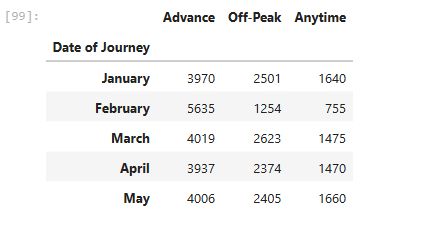 [99]:
Advance Off-Peak Anytime
Date of Journey
January 3970 2501 1640
February 5635 1254 755
March 4019 2623 1475
April 3937 2374 1470
May 4006 2405 1660